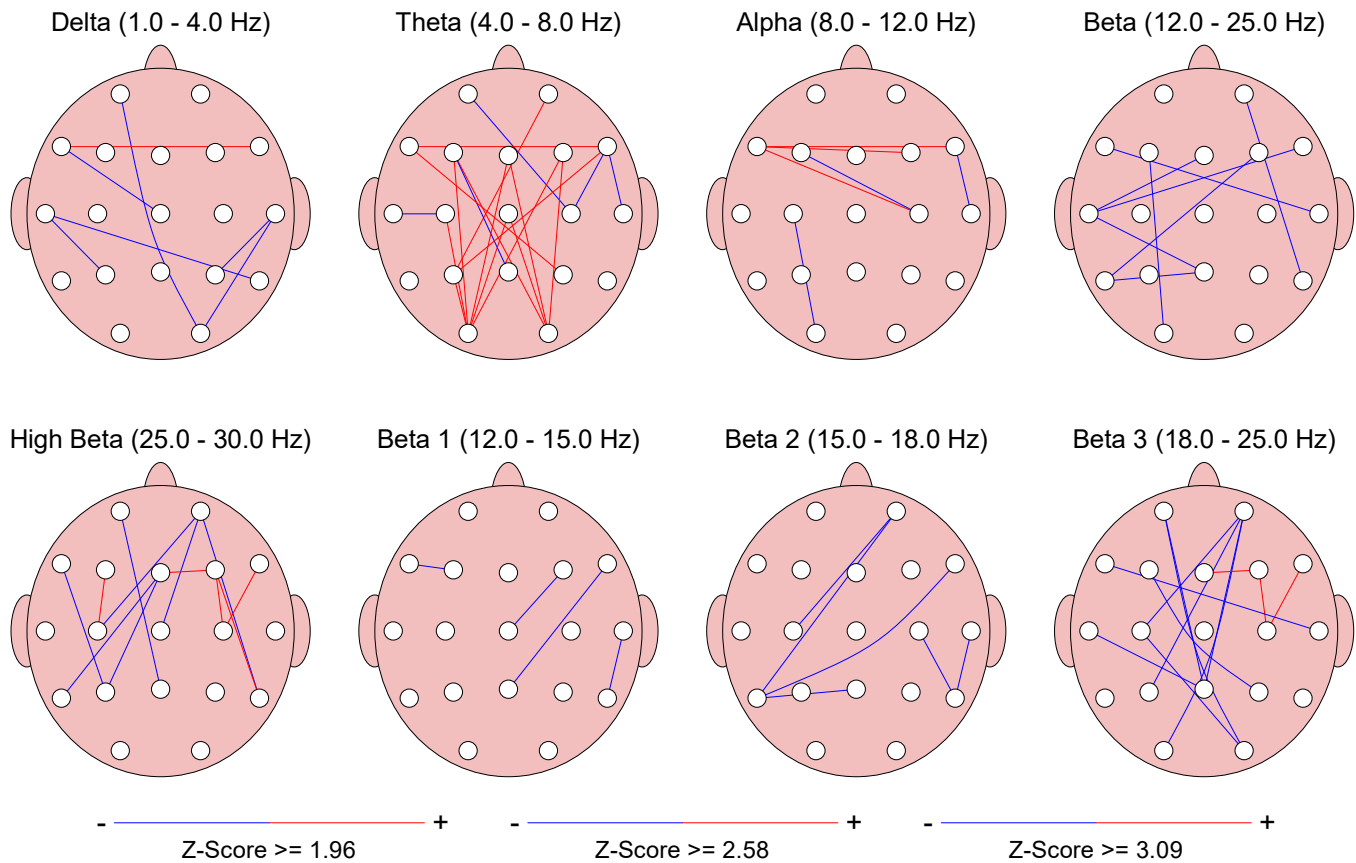 Delta (1.0 - 4.0 Hz)
Theta (4.0 - 8.0 Hz)
Alpha (8.0 - 12.0 Hz)
Beta (12.0 - 25.0 Hz)
High Beta (25.0 - 30.0 Hz)
Beta 1 (12.0 - 15.0 Hz)
Beta 2 (15.0 - 18.0 Hz)
Beta 3 (18.0 - 25.0 Hz)
- +
Z-Score >= 1.96
- +
Z-Score >= 2.58
- +
Z-Score >= 3.09